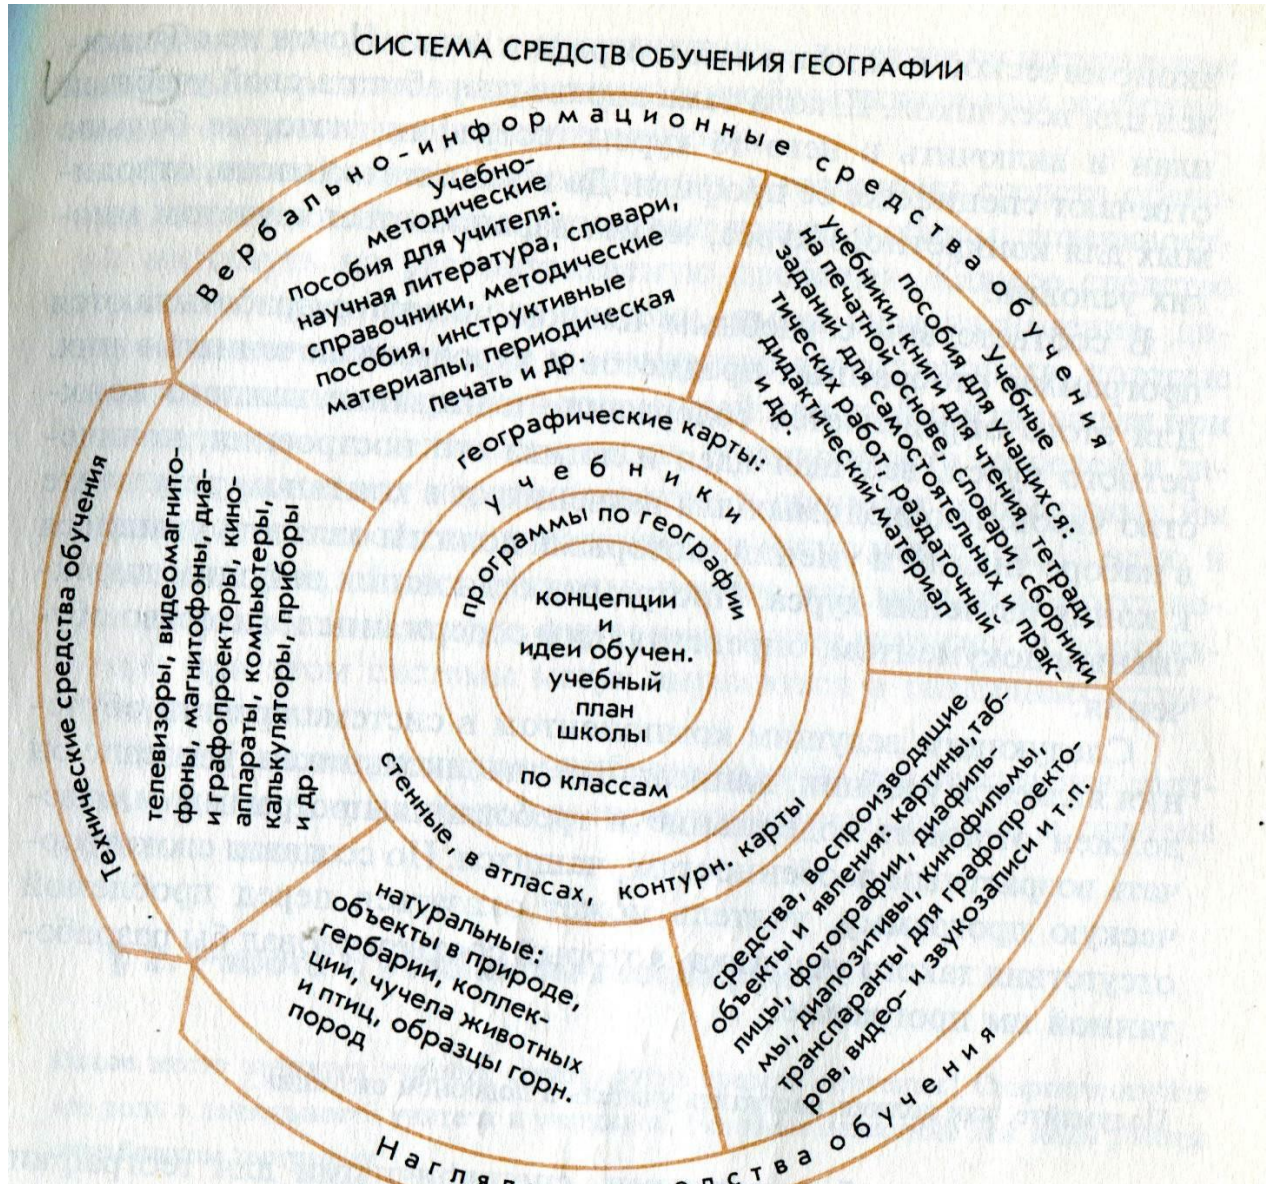 СИСТЕМА СРЕДСТВ ОБУЧЕНИЯ ГЕОГРАФИИ
Вербально-информационные средства обучения
Учебно-
методические
пособия для учителя:
научная литература, словари,
справочники, методические
пособия, инструктивные
материалы, периодическая
печать и др.
Учебные
пособия для учащихся:
учебники, книги для чтения, тетради
на печатной основе, словари, сборники
заданий для самостоятельных прак-
тических работ, раздаточный
дидактический материал
и др.
Технические средства обучения
телевизоры, видеомагнито-
фоны, магнитофоны, диа-
и графопроекторы, кино-
аппараты, компьютеры,
калькуляторы, приборы
и др.
географические карты:
учебники
программы по географии
концепции
и
идеи обучен.
учебный
план
школы
по классам
стенные, в атласах, контурн. карты
натуральные:
объекты в природе,
гербарии, коллек-
ции, чучела животных
и птиц, образцы горн.
пород
средства, воспроизводящие
объекты и явления: картины, таб-
лицы, фотографии, диафиль-
мы, диапозитивы, кинофильмы,
транспаранты для графопроекто-
ров, видео- и звукозаписи и т.п.
обучения